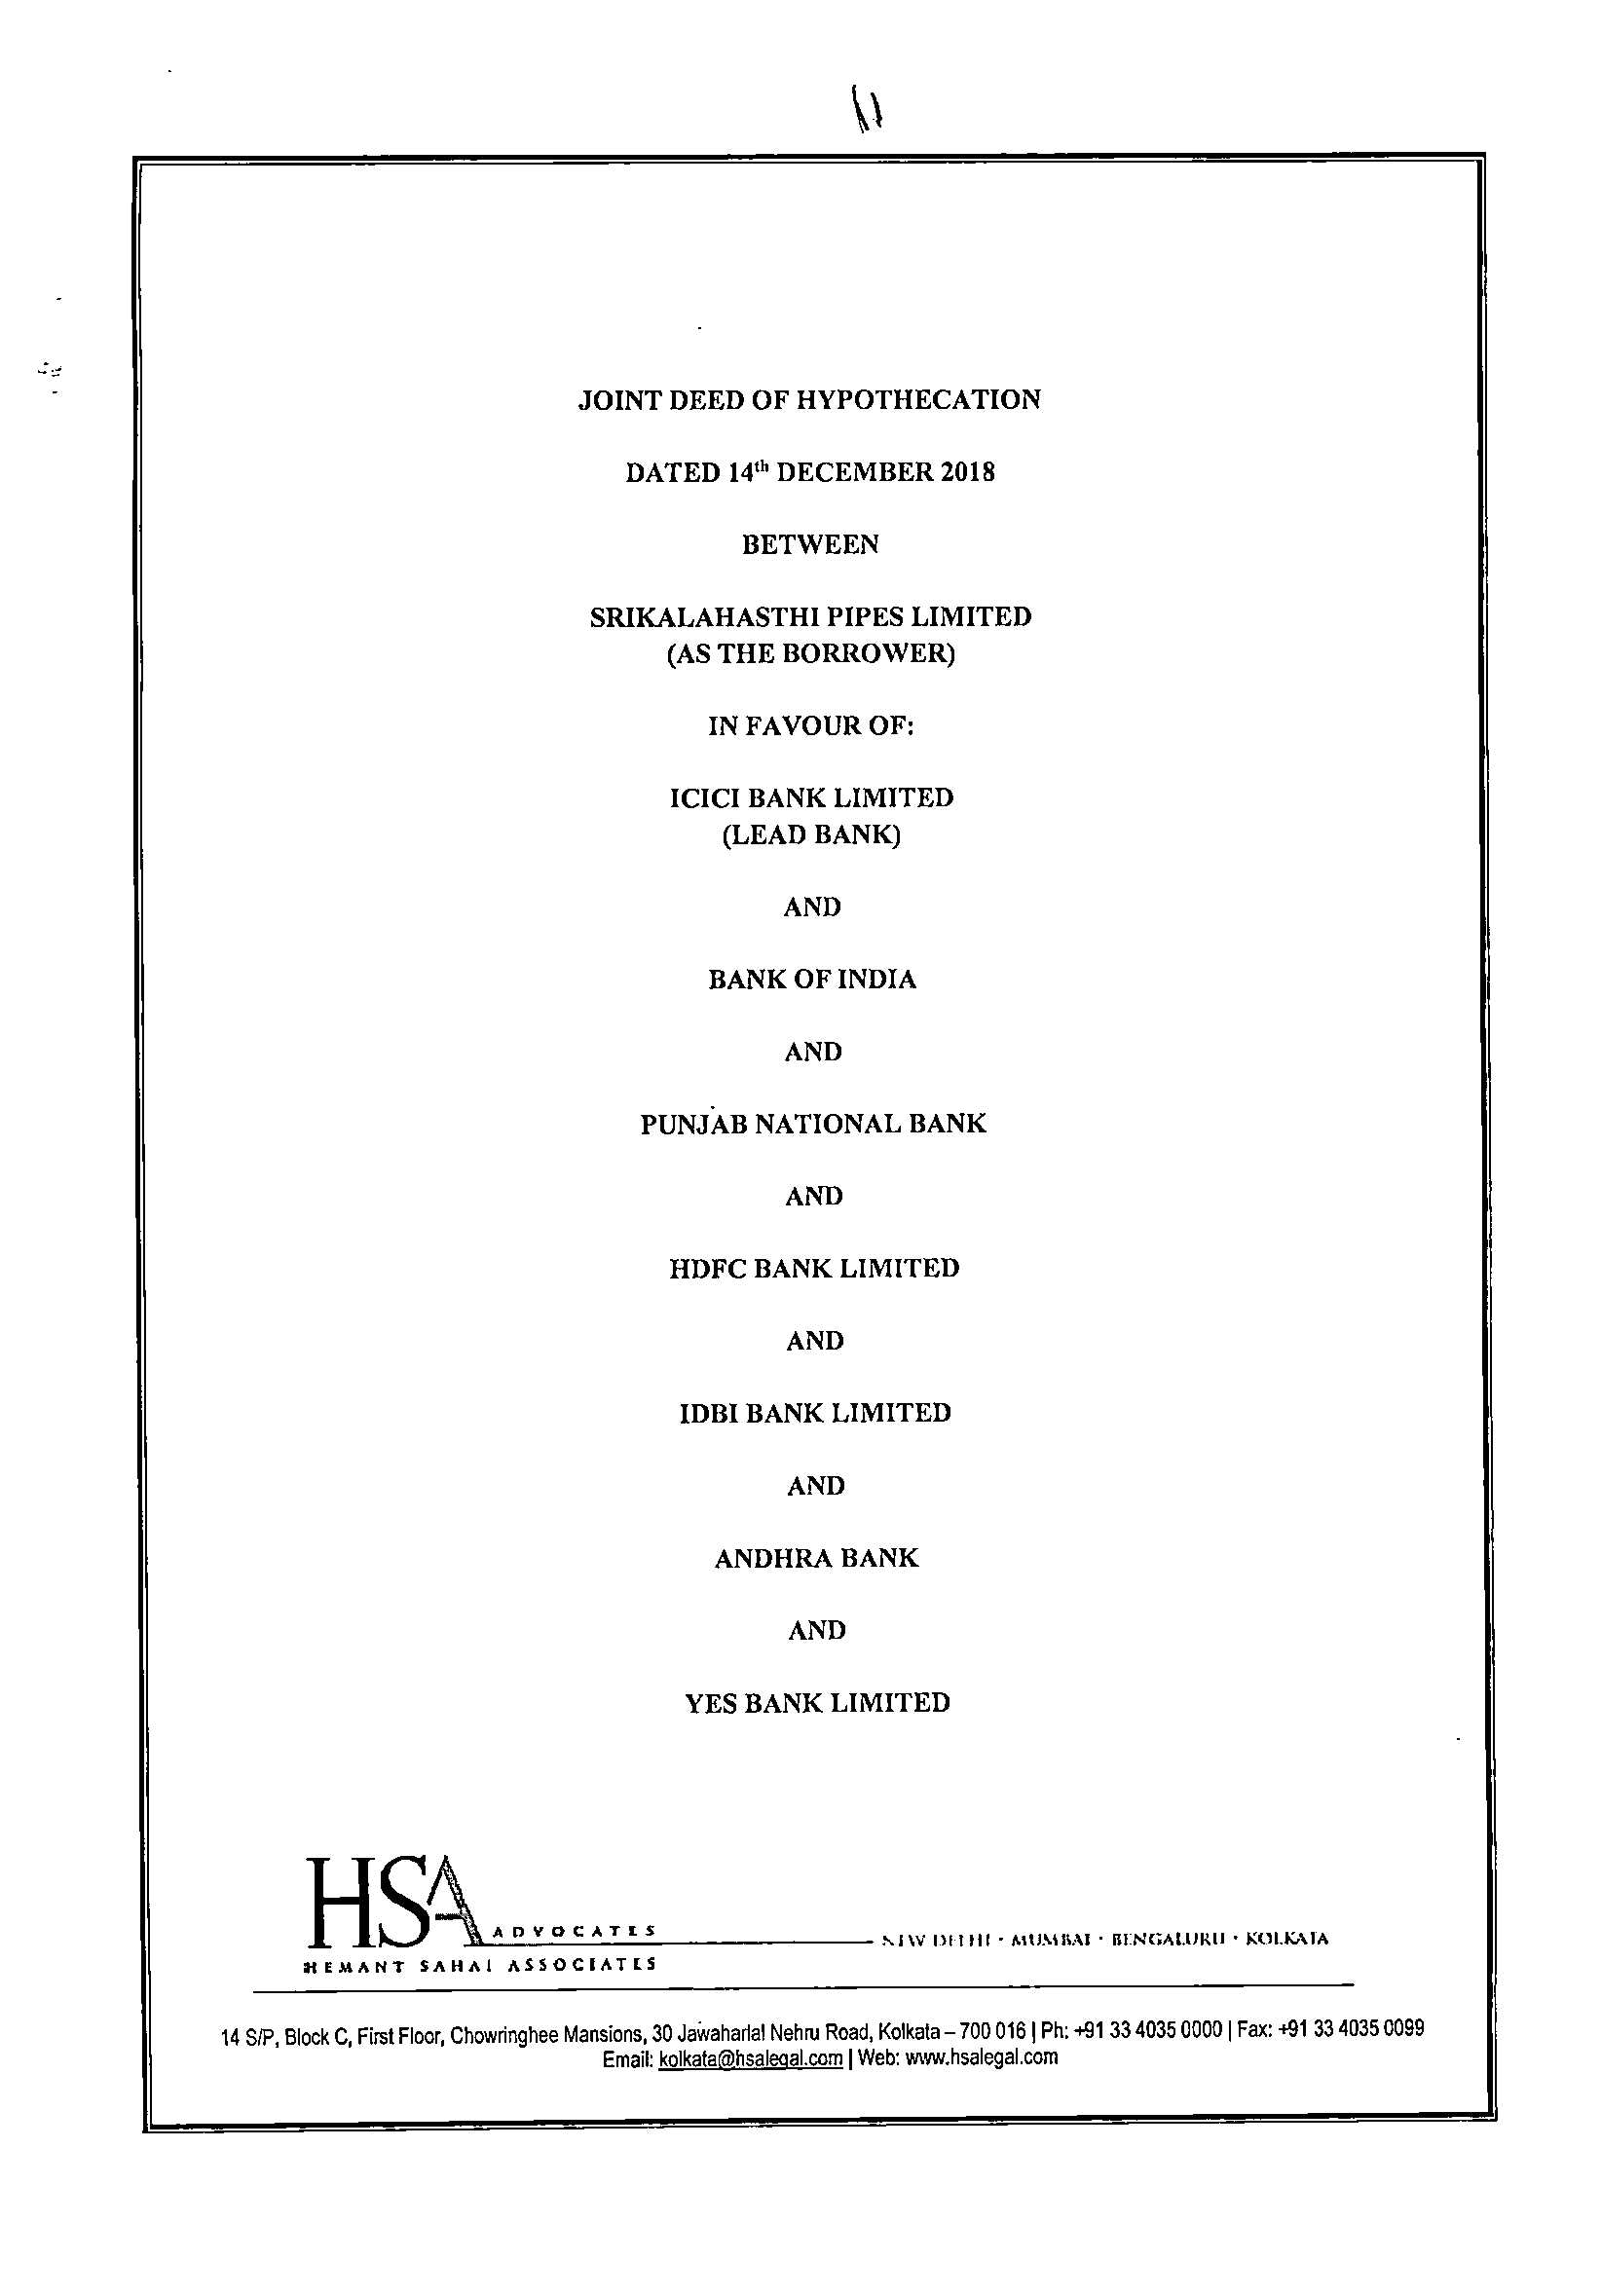 JOINT DEED OF HYPOTHECATION
DATED 14th DECEMBER 2018
BETWEEN
SRIKALAHASTHI PIPES LIMITED
(AS THE BORROWER)
IN FAVOUR OF:
ICICI BANK LIMITED
(LEAD BANK)
AND
BANK OF INDIA
AND
PUNJAB NATIONAL BANK
AND
HDFC BANK LIMITED
AND
IDBI BANK LIMITED
AND
ANDHRA BANK
AND
YES BANK LIMITED
HSA ADVOCATES
NEW DELHI • MUMBAI • BENGALURU • KOLKATA
HEMANT SAHAI ASSOCIATES
14 S/P, Block C, First Floor, Chowringhee Mansions, 30 Jawaharlal Nehru Road, Kolkata – 700 016 | Ph: +91 33 4035 0000 | Fax: +91 33 4035 0099
Email: kolkata@hsalegal.com | Web: www.hsalegal.com